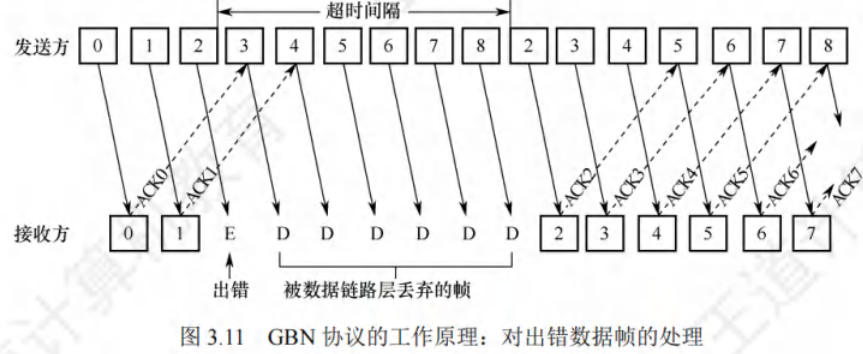 超时间隔
发送方 0 1 2 3 4 5 6 7 8 2 3 4 5 6 7 8
ACK0 ACK1 ACK2 ACK3 ACK4 ACK5 ACK6 ACK7
接收方 0 1 E D D D D D D 2 3 4 5 6 7
出错 被数据链路层丢弃的帧
图 3.11 GBN 协议的工作原理：对出错数据帧的处理